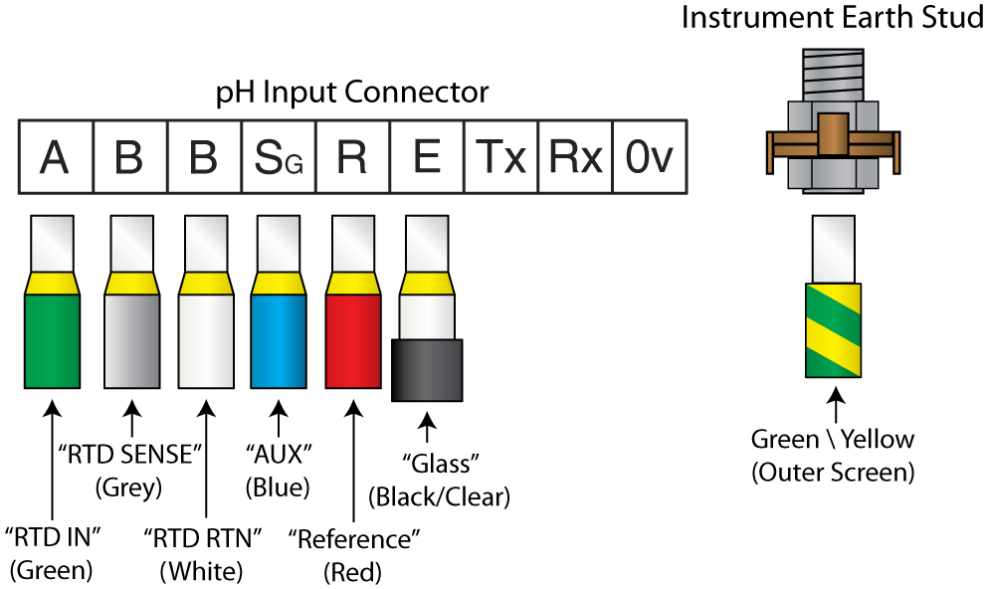 Instrument Earth Stud
pH Input Connector
A B B SG R E Tx Rx 0v
“RTD SENSE”
(Grey)
“AUX”
(Blue)
“Glass”
(Black/Clear)
Green \ Yellow
(Outer Screen)
“RTD IN”
(Green)
“RTD RTN”
(White)
“Reference”
(Red)